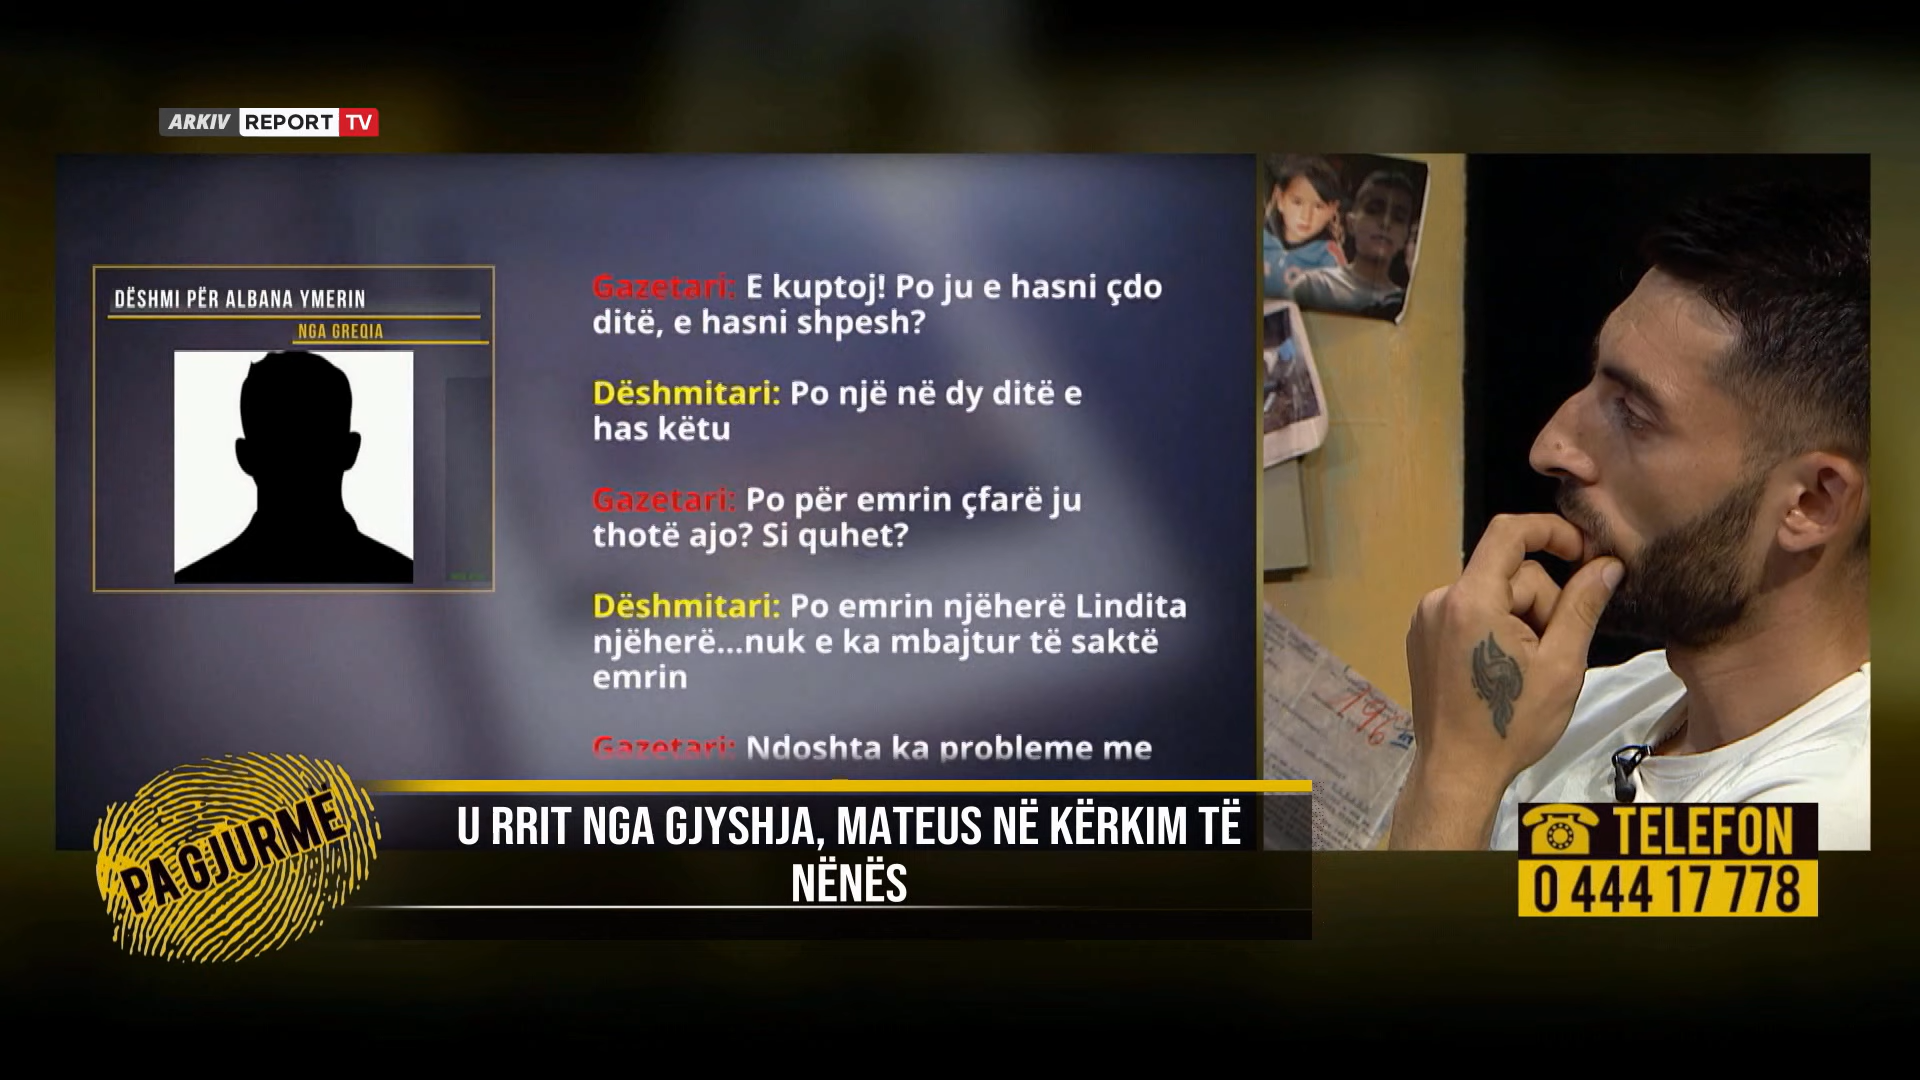 ARKIV REPORT TV
DËSHMI PËR ALBANA YMERIN
NGA GREQIA
Gazetari: E kuptoj! Po ju e hasni çdo
ditë, e hasni shpesh?
Dëshmitari: Po një në dy ditë e
has këtu
Gazetari: Po për emrin çfarë ju
thotë ajo? Si quhet?
Dëshmitari: Po emrin njëherë Lindita
njëherë...nuk e ka mbajtur të saktë
emrin
Gazetari: Ndoshta ka probleme me
PA GJURMË
U RRIT NGA GJYSHJA, MATEUS NË KËRKIM TË
NËNËS
TELEFON
0 444 17 778